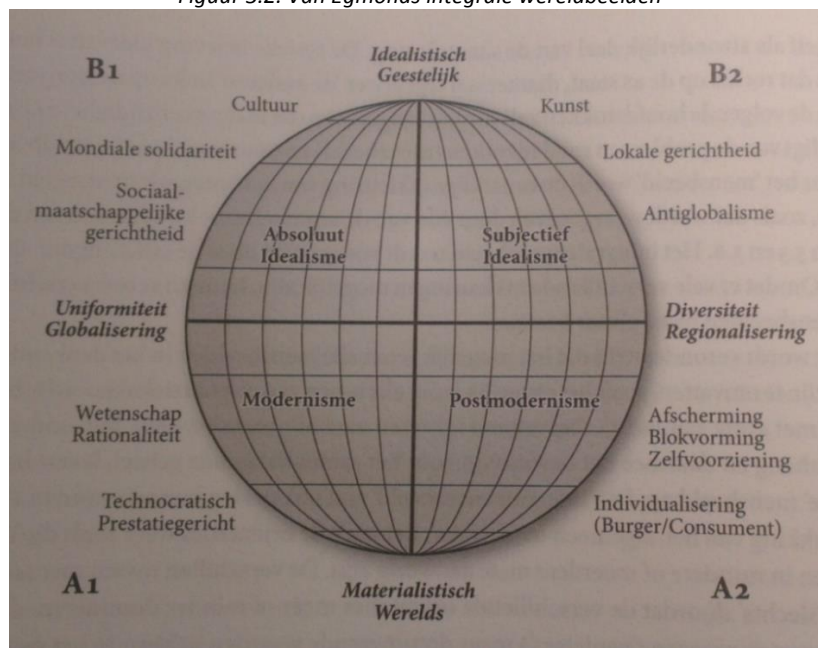 Figuur 3.2. Van Egmonds integrale wereldbeelden
B1
Idealistisch
Geestelijk
B2
Cultuur
Kunst
Mondiale solidariteit
Lokale gerichtheid
Sociaal-
maatschappelijke
gerichtheid
Antiglobalisme
Absoluut
Idealisme
Subjectief
Idealisme
Uniformiteit
Globalisering
Diversiteit
Regionalisering
Modernisme
Postmodernisme
Wetenschap
Rationaliteit
Afscherming
Blokvorming
Zelfvoorziening
Technocratisch
Prestatiegericht
Individualisering
(Burger/Consument)
A1
Materialistisch
Werelds
A2